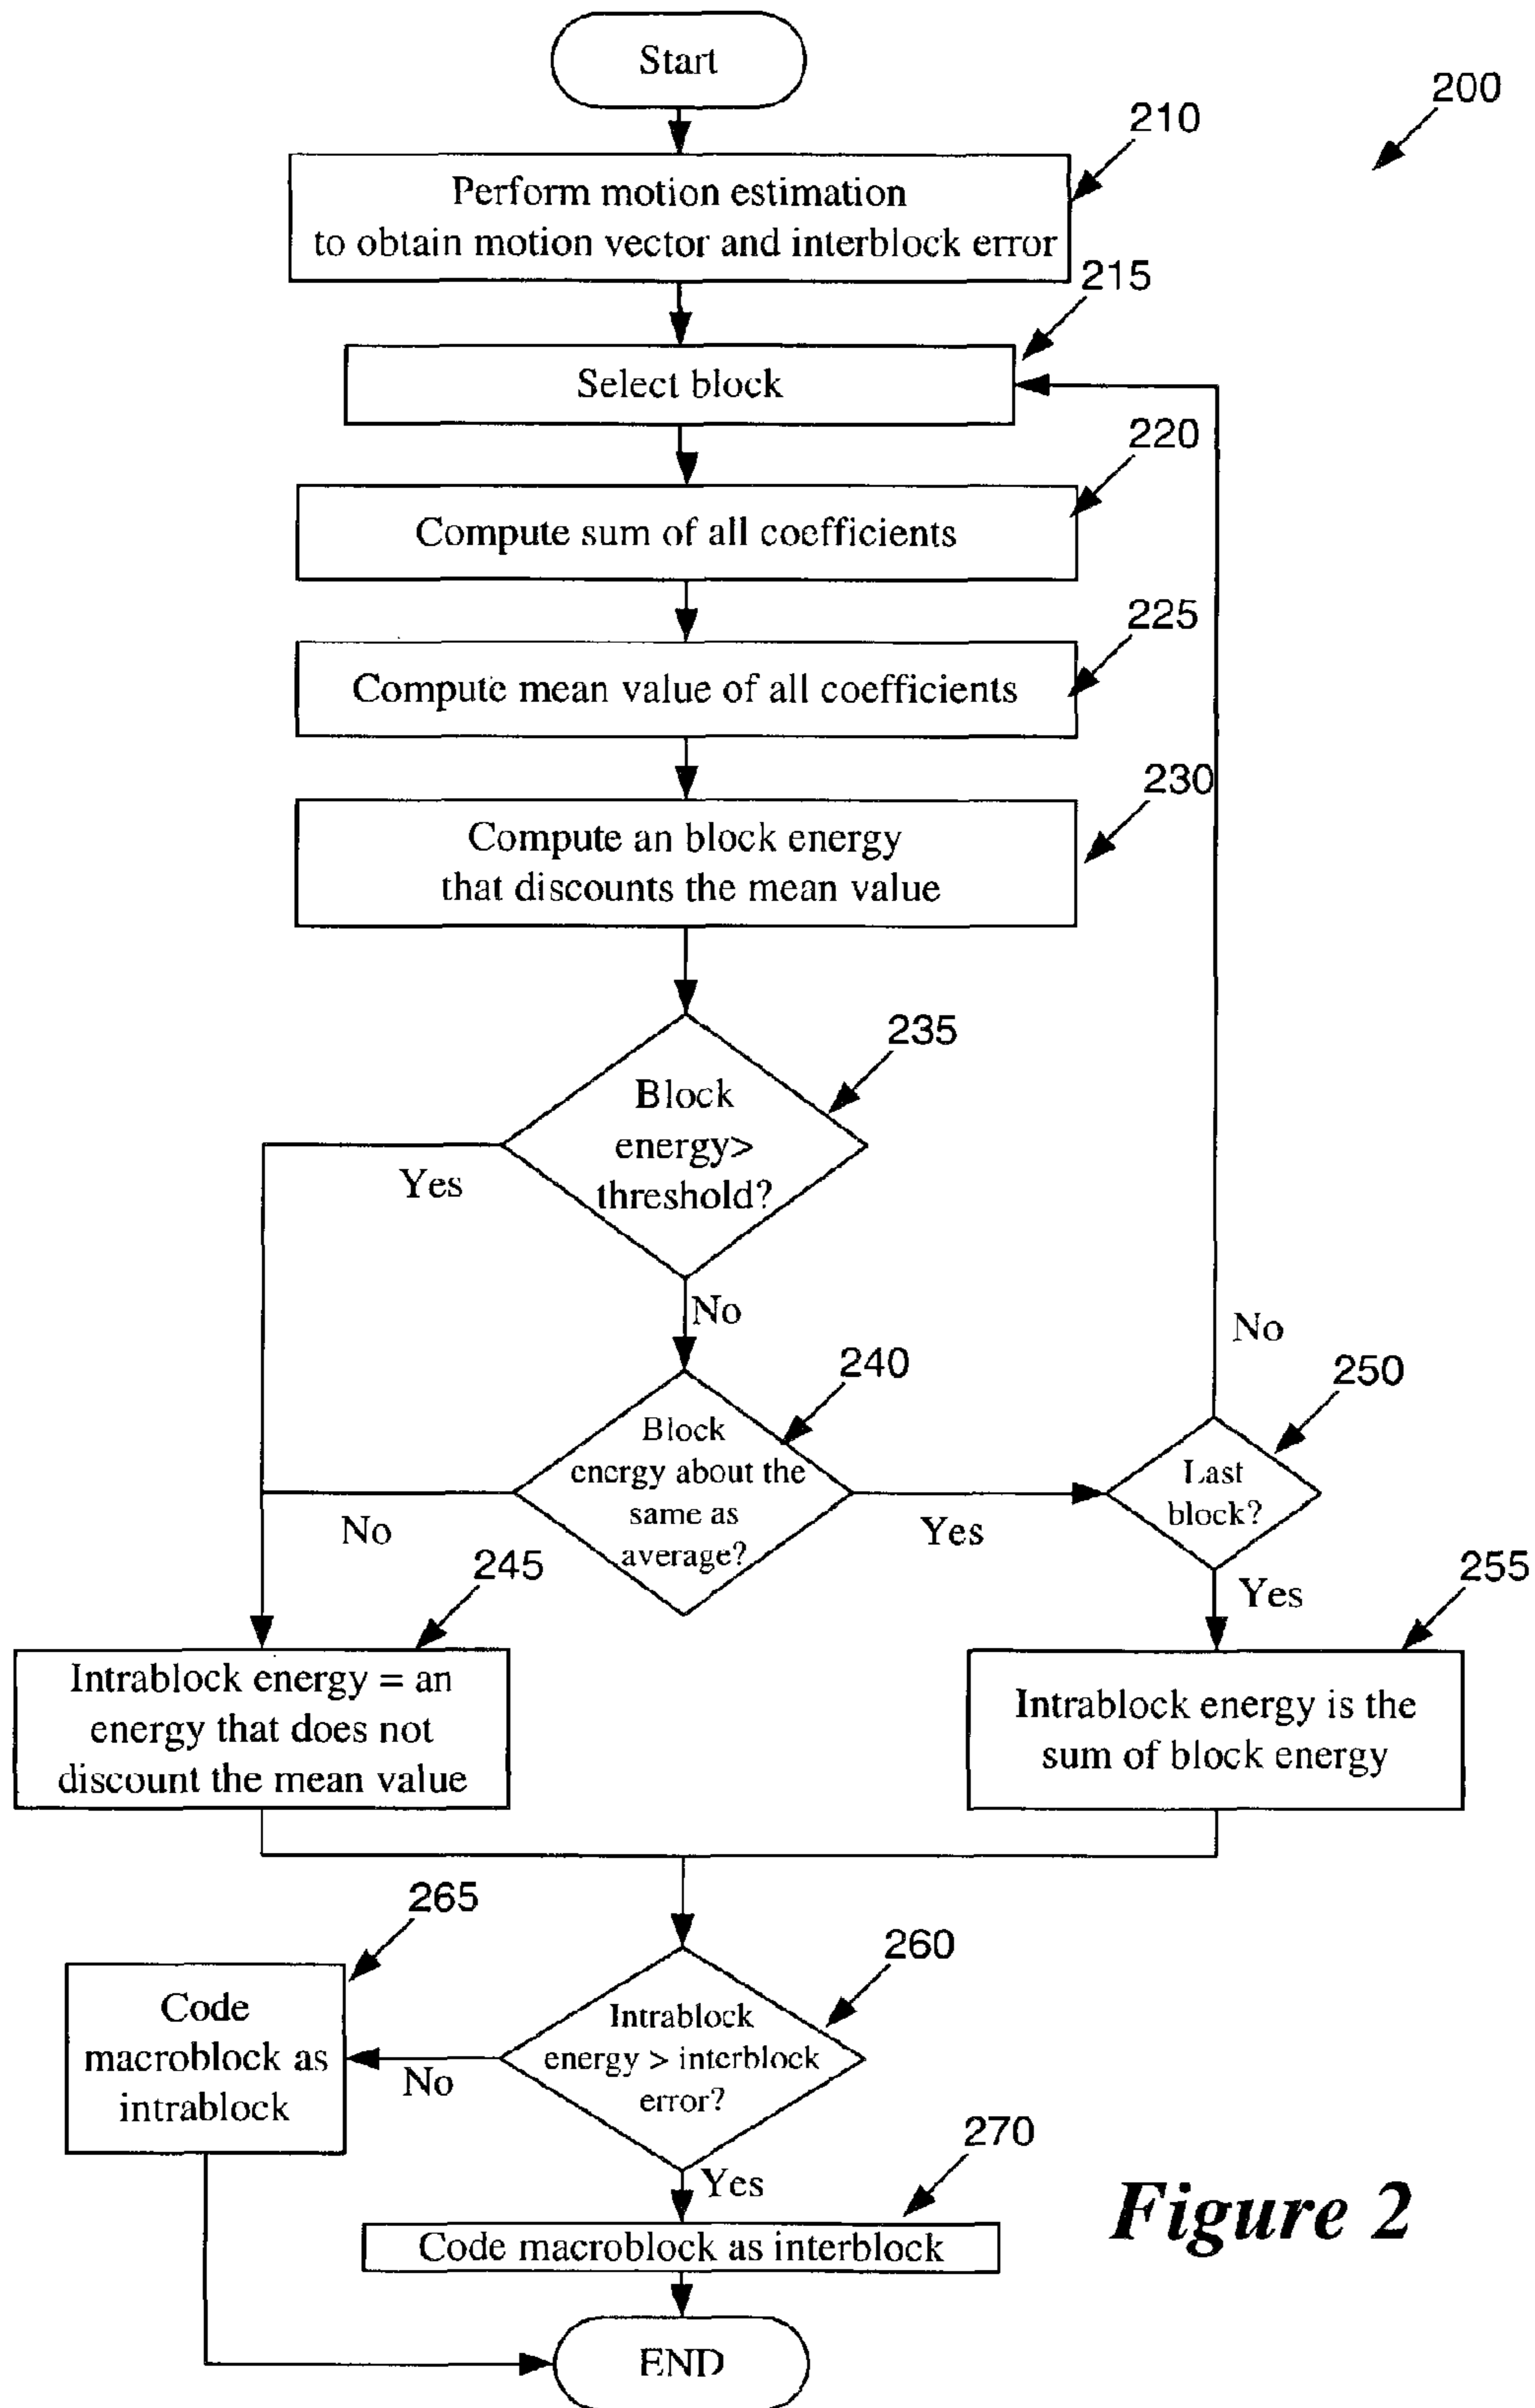 Start
200
210
Perform motion estimation
to obtain motion vector and interblock error
215
Select block
220
Compute sum of all coefficients
225
Compute mean value of all coefficients
230
Compute an block energy
that discounts the mean value
235
Block
energy>
threshold?
Yes
No
240
Block
energy about the
same as
average?
No
Yes
No
250
Last
block?
Yes
245
Intrablock energy = an
energy that does not
discount the mean value
255
Intrablock energy is the
sum of block energy
265
Code
macroblock as
intrablock
260
Intrablock
energy > interblock
error?
No
Yes
270
Code macroblock as interblock
Figure 2
END